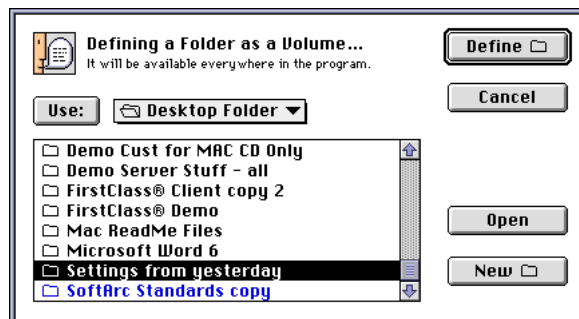 Defining a Folder as a Volume...
It will be available everywhere in the program.
Define
Cancel
Use:
Desktop Folder
Demo Cust for MAC CD Only
Demo Server Stuff - all
FirstClass® Client copy 2
FirstClass® Demo
Mac ReadMe Files
Microsoft Word 6
Settings from yesterday
SoftArc Standards copy
Open
New